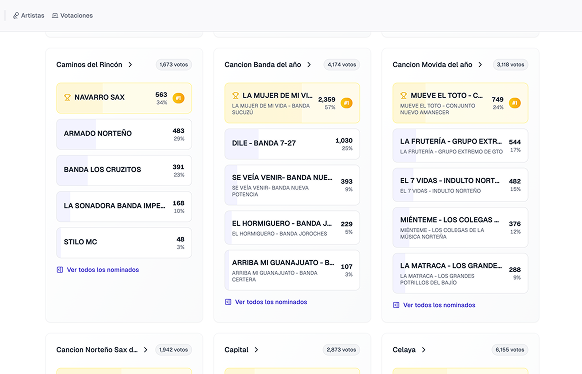 Artistas
Votaciones
Caminos del Rincón
1,673 votos
NAVARRO SAX
563
34%
#1
ARMADO NORTEÑO
483
29%
BANDA LOS CRUZITOS
391
23%
LA SONADORA BANDA IMPE...
168
10%
STILO MC
48
3%
Ver todos los nominados
Cancion Banda del año
4,174 votos
LA MUJER DE MI VI...
LA MUJER DE MI VIDA - BANDA
SUCUZÚ
2,359
57%
#1
DILE - BANDA 7-27
1,030
25%
SE VEÍA VENIR- BANDA NUE...
SE VEÍA VENIR- BANDA NUEVA
POTENCIA
393
9%
EL HORMIGUERO - BANDA J...
EL HORMIGUERO - BANDA JOROCHES
229
5%
ARRIBA MI GUANAJUATO - B...
ARRIBA MI GUANAJUATO - BANDA
CERTERA
107
3%
Ver todos los nominados
Cancion Movida del año
3,118 votos
MUEVE EL TOTO - C...
MUEVE EL TOTO - CONJUNTO
NUEVO AMANECER
749
24%
#1
LA FRUTERÍA - GRUPO EXTR...
LA FRUTERÍA - GRUPO EXTREMO DE GTO
544
17%
EL 7 VIDAS - INDULTO NORT...
EL 7 VIDAS - INDULTO NORTEÑO
482
15%
MIÉNTEME - LOS COLEGAS ...
MIÉNTEME - LOS COLEGAS DE LA
MÚSICA NORTEÑA
376
12%
LA MATRACA - LOS GRANDE...
LA MATRACA - LOS GRANDES
POTRILLOS DEL BAJÍO
288
9%
Ver todos los nominados
Cancion Norteño Sax d...
1,942 votos
Capital
2,873 votos
Celaya
6,155 votos